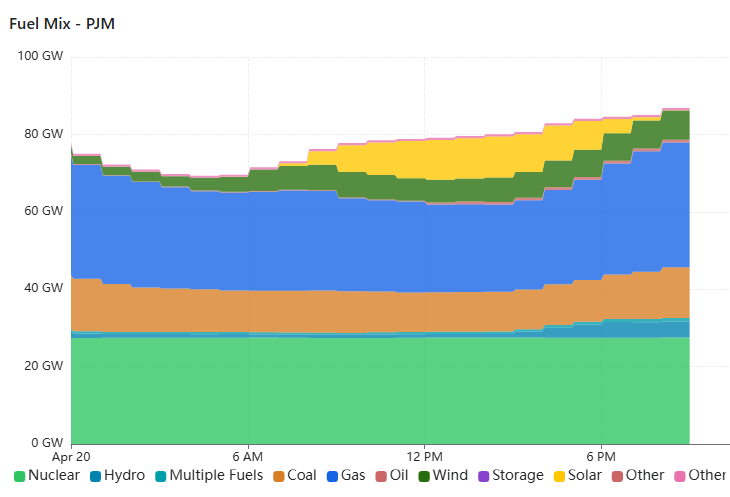 Fuel Mix - PJM
100 GW
80 GW
60 GW
40 GW
20 GW
0 GW
Apr 20 6 AM 12 PM 6 PM
Nuclear Hydro Multiple Fuels Coal Gas Oil Wind Storage Solar Other Other